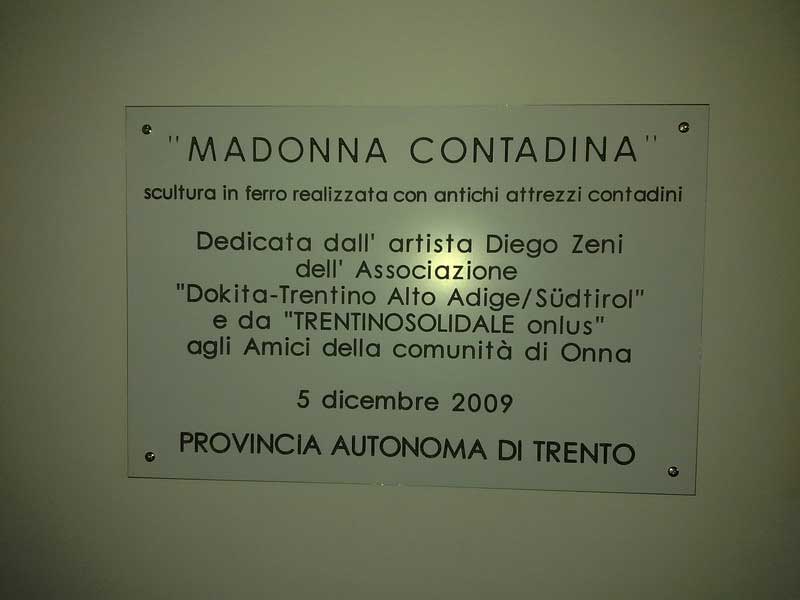 "MADONNA CONTADINA"
scultura in ferro realizzata con antichi attrezzi contadini
Dedicata dall' artista Diego Zeni
dell' Associazione
"Dokita-Trentino Alto Adige/Südtirol"
e da "TRENTINOSOLIDALE onlus"
agli Amici della comunità di Onna
5 dicembre 2009
PROVINCIA AUTONOMA DI TRENTO